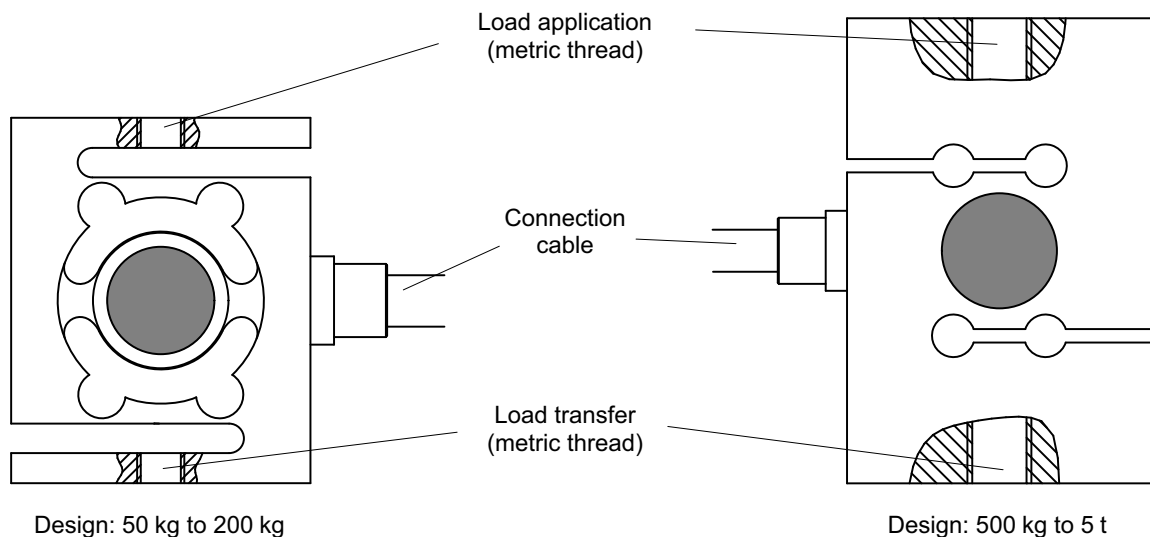 Load application
(metric thread)
Connection
cable
Load transfer
(metric thread)
Design: 50 kg to 200 kg
Design: 500 kg to 5 t